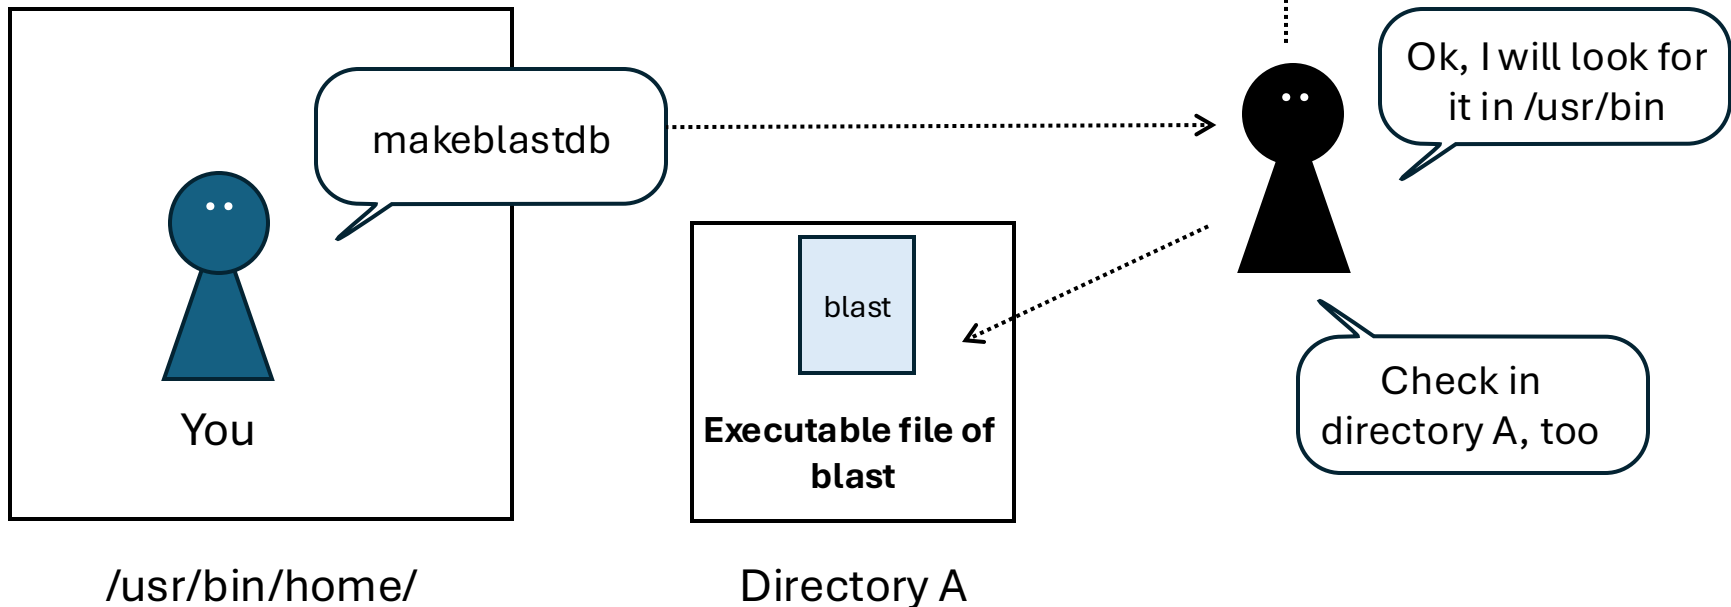 Ok, I will look for
it in /usr/bin
makeblastdb
blast
Executable file of
blast
You
Check in
directory A, too
/usr/bin/home/
Directory A